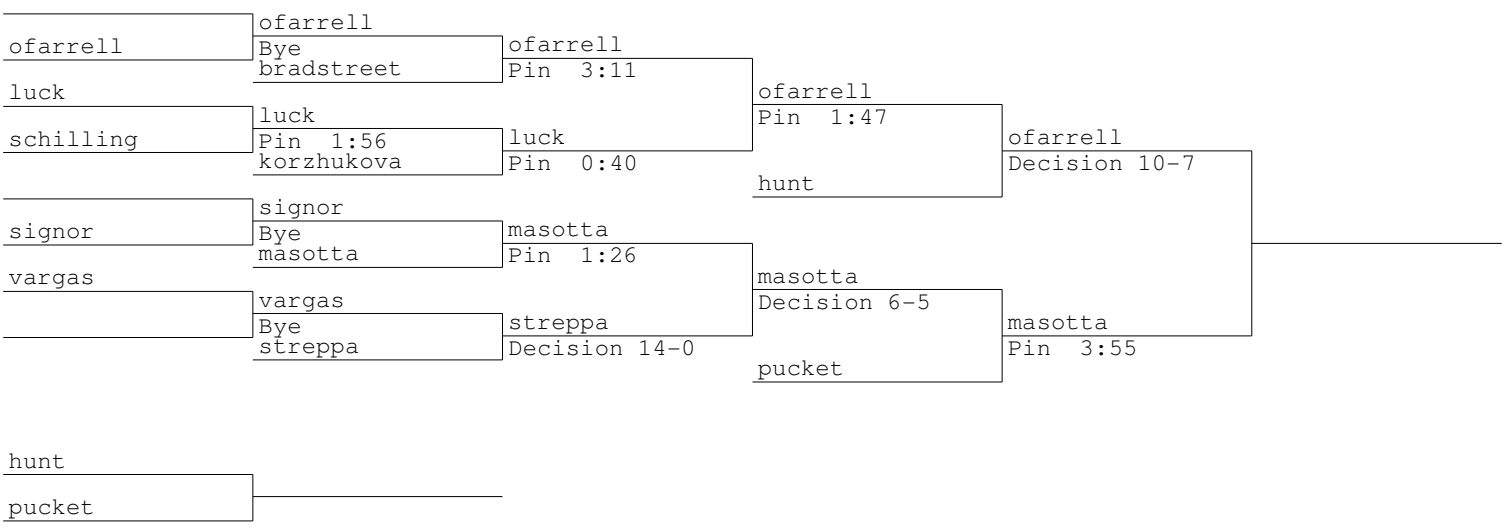 ofarrell
ofarrell
Bye
bradstreet
ofarrell
Pin 3:11
luck
schilling
luck
Pin 1:56
korzhukova
luck
Pin 0:40
ofarrell
Pin 1:47
hunt
ofarrell
Decision 10-7
signor
signor
Bye
masotta
masotta
Pin 1:26
vargas
vargas
Bye
streppa
streppa
Decision 14-0
masotta
Decision 6-5
pucket
masotta
Pin 3:55
hunt
pucket